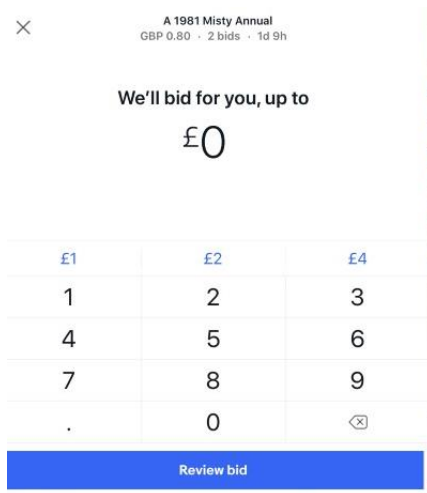 A 1981 Misty Annual
GBP 0.80 · 2 bids · 1d 9h
We'll bid for you, up to
£0
£1 £2 £4
1 2 3
4 5 6
7 8 9
. 0
Review bid